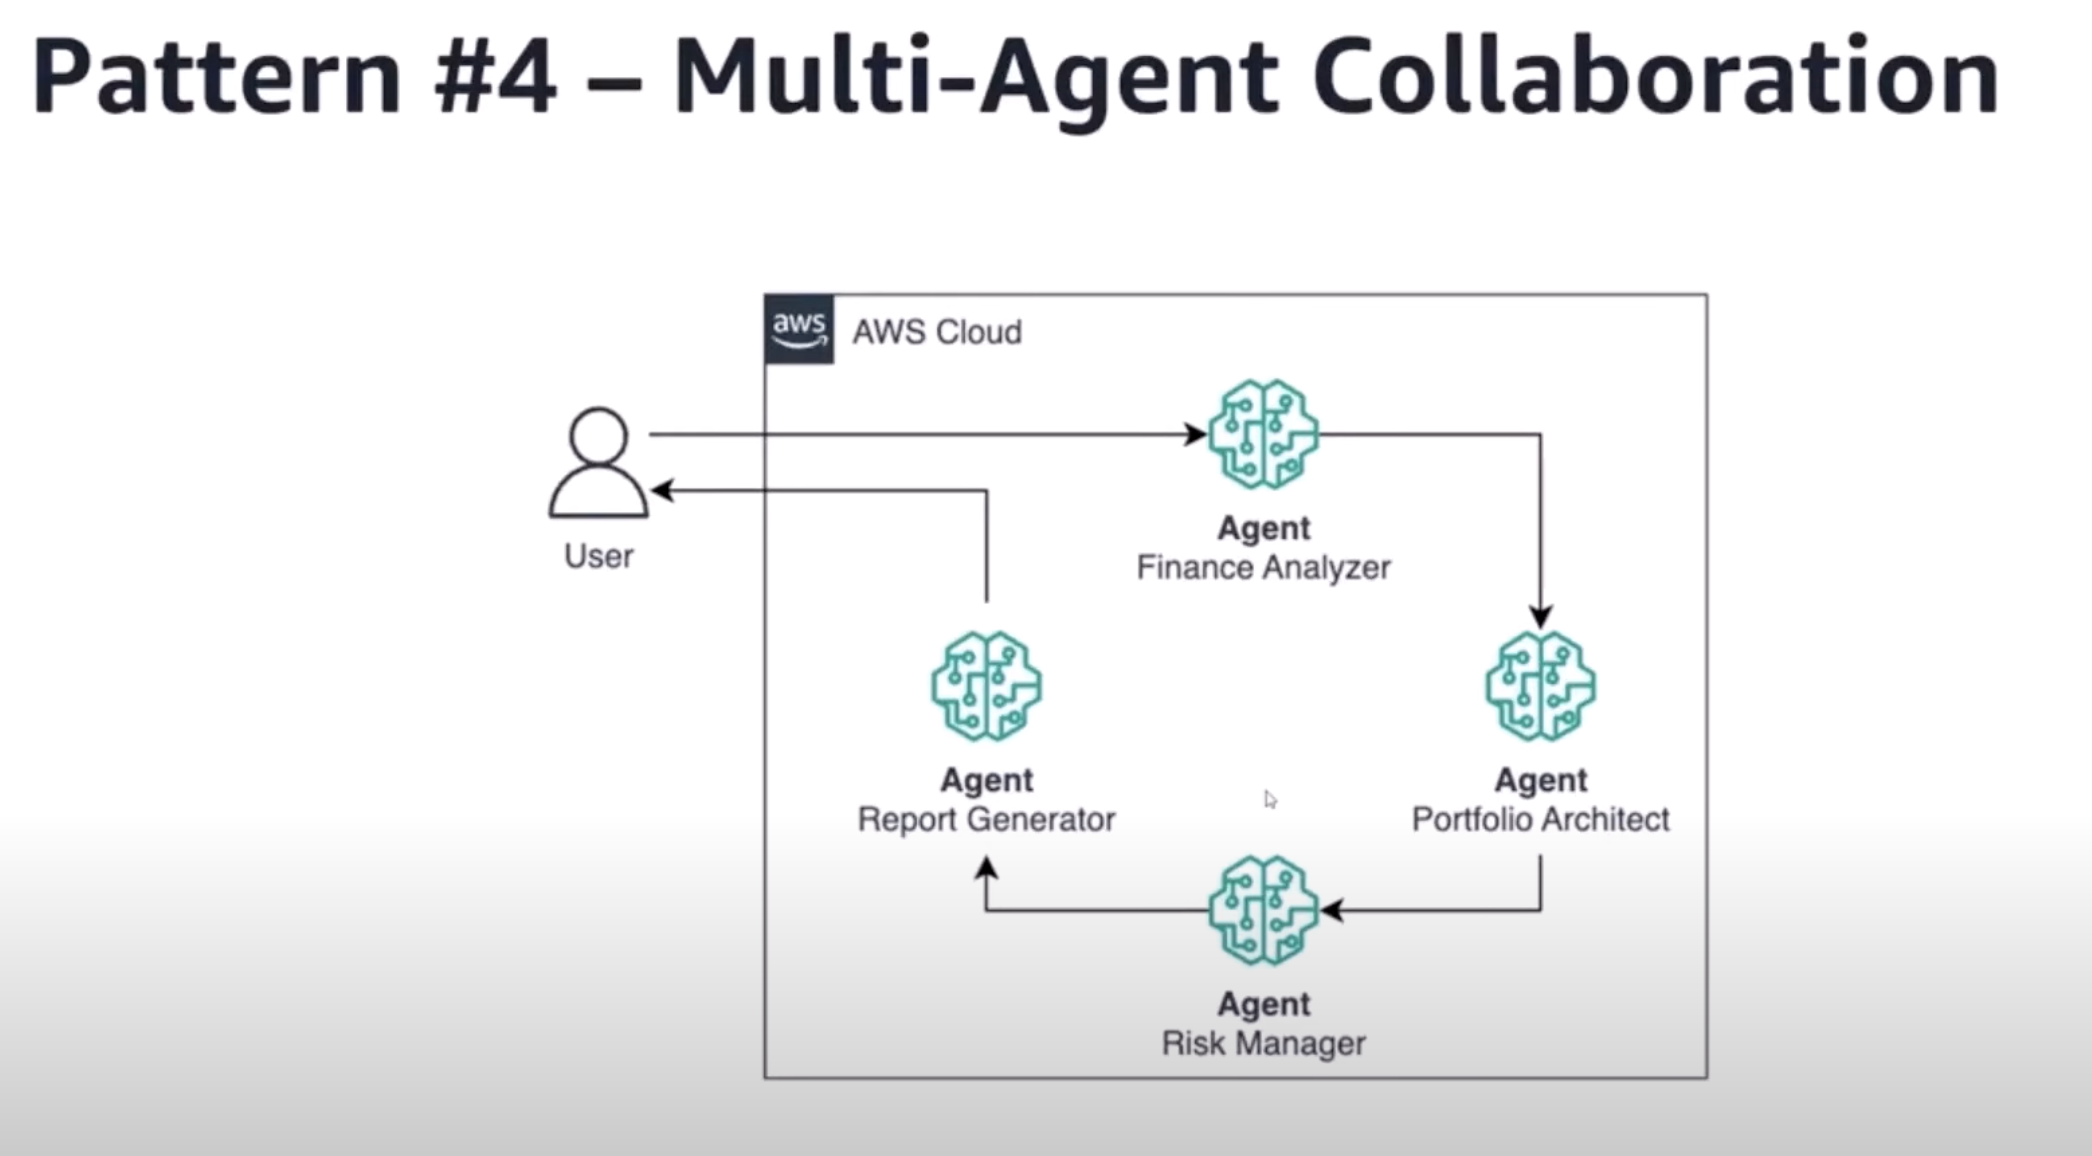 Pattern #4 – Multi-Agent Collaboration
aws
AWS Cloud
User
Agent
Finance Analyzer
Agent
Report Generator
Agent
Portfolio Architect
Agent
Risk Manager